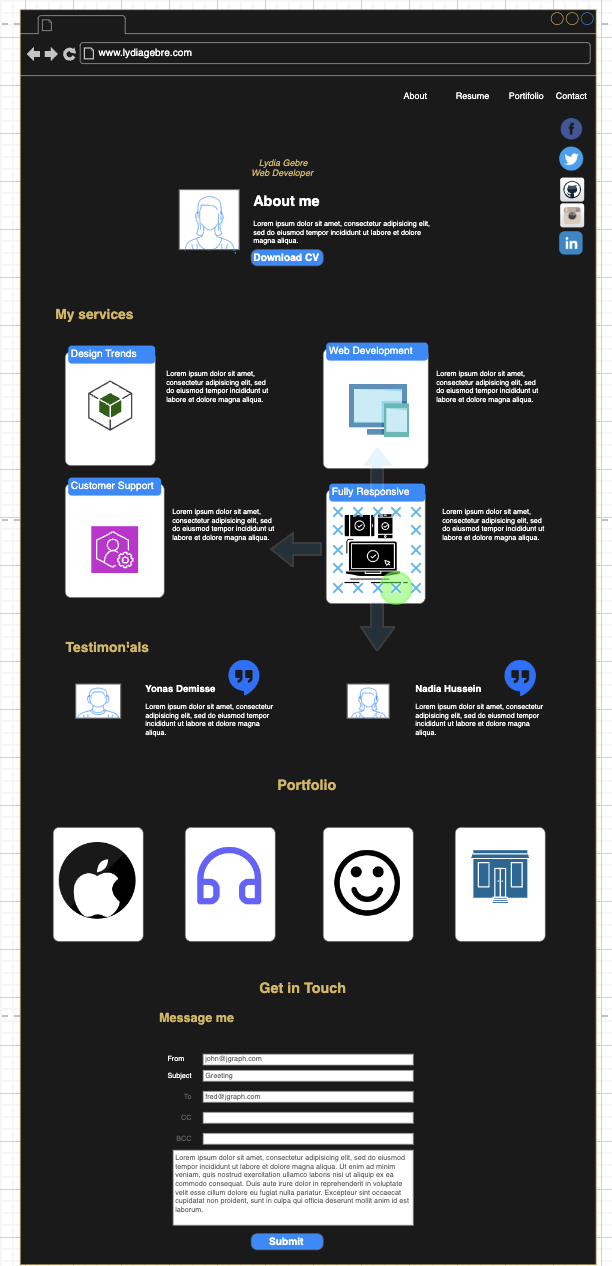 www.lydiagebre.com
About Resume Portifolio Contact
Lydia Gebre
Web Developer
About me
Lorem ipsum dolor sit amet, consectetur adipisicing elit,
sed do eiusmod tempor incididunt ut labore et dolore
magna aliqua.
Download CV
My services
Design Trends
Lorem ipsum dolor sit amet,
consectetur adipisicing elit, sed
do eiusmod tempor incididunt ut
labore et dolore magna aliqua.
Web Development
Lorem ipsum dolor sit amet,
consectetur adipisicing elit, sed
do eiusmod tempor incididunt ut
labore et dolore magna aliqua.
Customer Support
Lorem ipsum dolor sit amet,
consectetur adipisicing elit, sed
do eiusmod tempor incididunt ut
labore et dolore magna aliqua.
Fully Responsive
Lorem ipsum dolor sit amet,
consectetur adipisicing elit, sed
do eiusmod tempor incididunt ut
labore et dolore magna aliqua.
Testimon'als
Yonas Demisse
Lorem ipsum dolor sit amet, consectetur
adipisicing elit, sed do eiusmod tempor
incididunt ut labore et dolore magna
aliqua.
Nadia Hussein
Lorem ipsum dolor sit amet, consectetur
adipisicing elit, sed do eiusmod tempor
incididunt ut labore et dolore magna
aliqua.
Portfolio
Get in Touch
Message me
From john@jgraph.com
Subject Greeting
To fred@jgraph.com
CC
BCC
Lorem ipsum dolor sit amet, consectetur adipisicing elit, sed do eiusmod
tempor incididunt ut labore et dolore magna aliqua. Ut enim ad minim
veniam, quis nostrud exercitation ullamco laboris nisi ut aliquip ex ea
commodo consequat. Duis aute irure dolor in reprehenderit in voluptate
velit esse cillum dolore eu fugiat nulla pariatur. Excepteur sint occaecat
cupidatat non proident, sunt in culpa qui officia deserunt mollit anim id est
laborum.
Submit